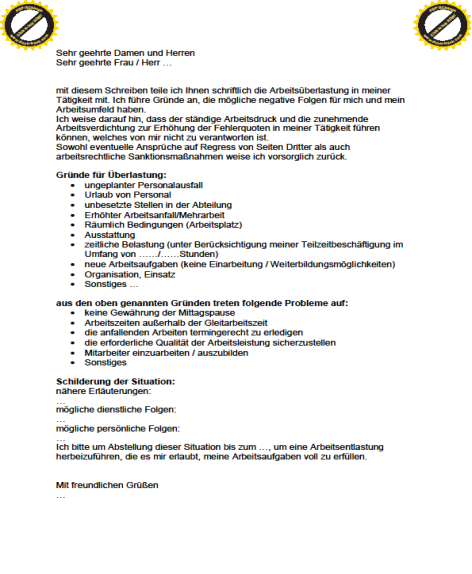 Sehr geehrte Damen und Herren
Sehr geehrte Frau / Herr …
mit diesem Schreiben teile ich Ihnen schriftlich die Arbeitsüberlastung in meiner
Tätigkeit mit. Ich führe Gründe an, die mögliche negative Folgen für mich und mein
Arbeitsumfeld haben.
Ich weise darauf hin, dass der ständige Arbeitsdruck und die zunehmende
Arbeitsverdichtung zur Erhöhung der Fehlerquoten in meiner Tätigkeit führen
können, welches von mir nicht zu verantworten ist.
Sowohl eventuelle Ansprüche auf Regress von Seiten Dritter als auch
arbeitsrechtliche Sanktionsmaßnahmen weise ich vorsorglich zurück.
Gründe für Überlastung:
• ungeplanter Personalausfall
• Urlaub von Personal
• unbesetzte Stellen in der Abteilung
• Erhöhter Arbeitsanfall/Mehrarbeit
• Räumlich Bedingungen (Arbeitsplatz)
• Ausstattung
• zeitliche Belastung (unter Berücksichtigung meiner Teilzeitbeschäftigung im
Umfang von ……/……Stunden)
• neue Arbeitsaufgaben (keine Einarbeitung / Weiterbildungsmöglichkeiten)
• Organisation, Einsatz
• Sonstiges …
aus den oben genannten Gründen treten folgende Probleme auf:
• keine Gewährung der Mittagspause
• Arbeitszeiten außerhalb der Gleitarbeitszeit
• die anfallenden Arbeiten termingerecht zu erledigen
• die erforderliche Qualität der Arbeitsleistung sicherzustellen
• Mitarbeiter einzuarbeiten / auszubilden
• Sonstiges
Schilderung der Situation:
nähere Erläuterungen:
…
mögliche dienstliche Folgen:
…
mögliche persönliche Folgen:
…
Ich bitte um Abstellung dieser Situation bis zum …, um eine Arbeitsentlastung
herbeizuführen, die es mir erlaubt, meine Arbeitsaufgaben voll zu erfüllen.
Mit freundlichen Grüßen
…